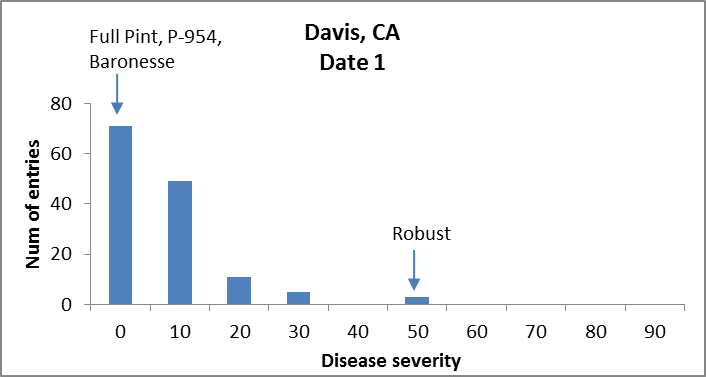 Davis, CA
Date 1
Full Pint, P-954,
Baronesse
Robust
Num of entries
80
60
40
20
0
0 10 20 30 40 50 60 70 80 90
Disease severity